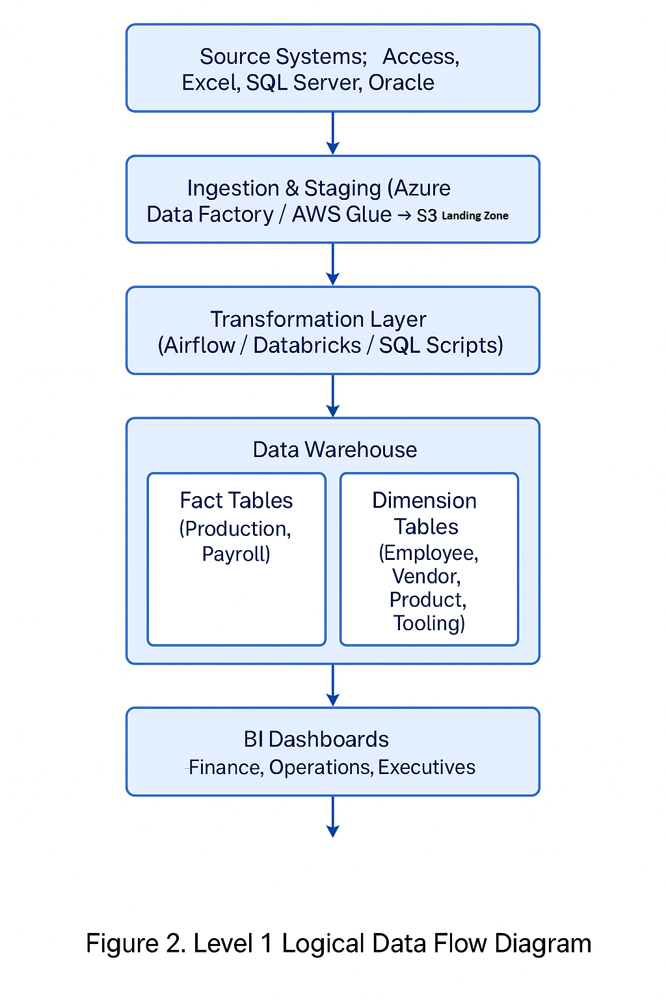 Source Systems; Access,
Excel, SQL Server, Oracle
Ingestion & Staging (Azure
Data Factory / AWS Glue → S3 Landing Zone
Transformation Layer
(Airflow / Databricks / SQL Scripts)
Data Warehouse
Fact Tables
(Production,
Payroll)
Dimension
Tables
(Employee,
Vendor,
Product,
Tooling)
BI Dashboards
Finance, Operations, Executives
Figure 2. Level 1 Logical Data Flow Diagram